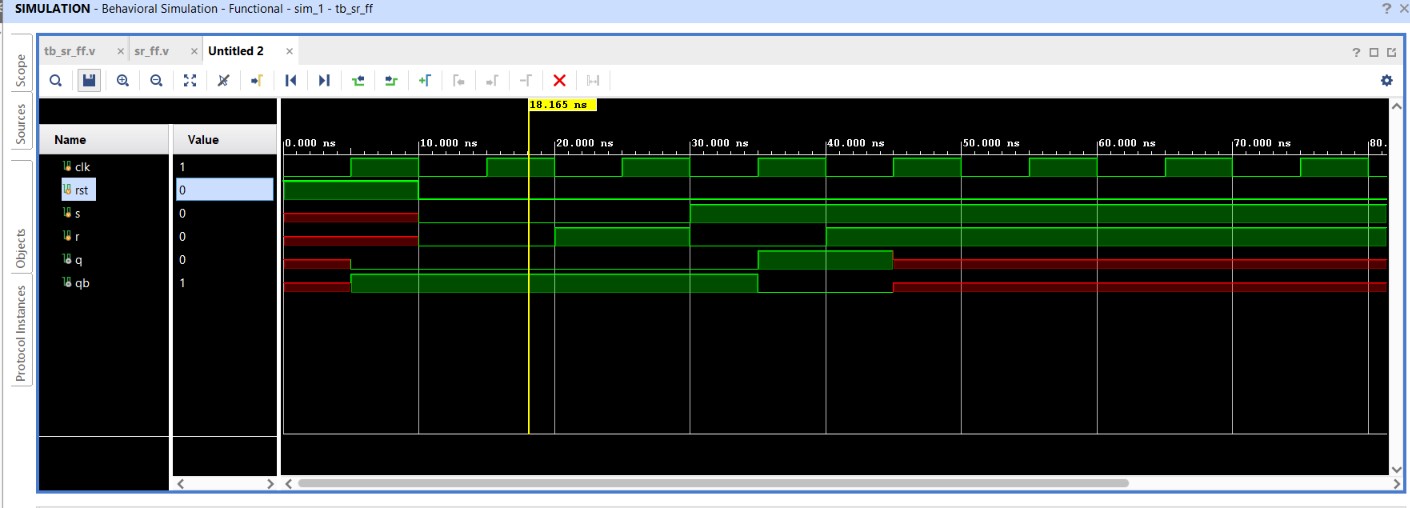 SIMULATION - Behavioral Simulation - Functional - sim_1 - tb_sr_ff
Scope
Sources
Objects
Protocol Instances
tb_sr_ff.v
sr_ff.v
Untitled 2
18.165 ns
Name Value
0.000 ns 10.000 ns 20.000 ns 30.000 ns 40.000 ns 50.000 ns 60.000 ns 70.000 ns 80.
clk 1
rst 0
s 0
r 0
q 0
qb 1